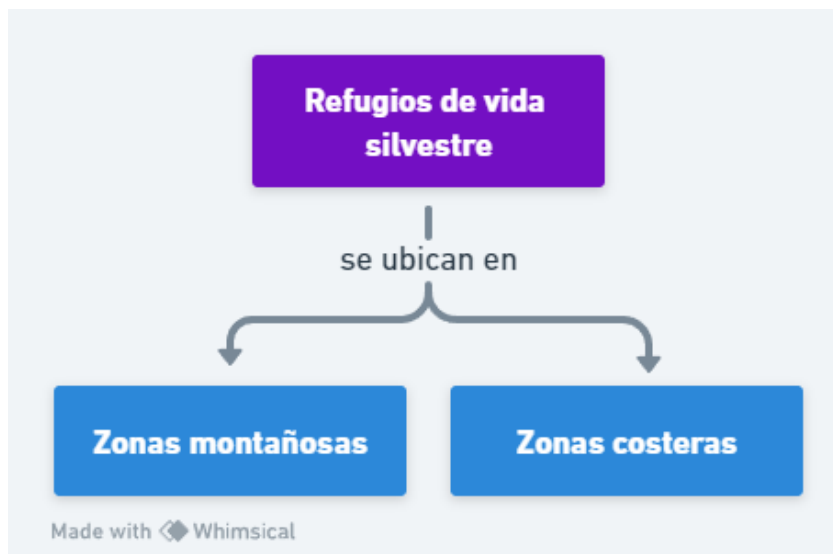 Refugios de vida
silvestre
se ubican en
Zonas montañosas
Zonas costeras
Made with Whimsical